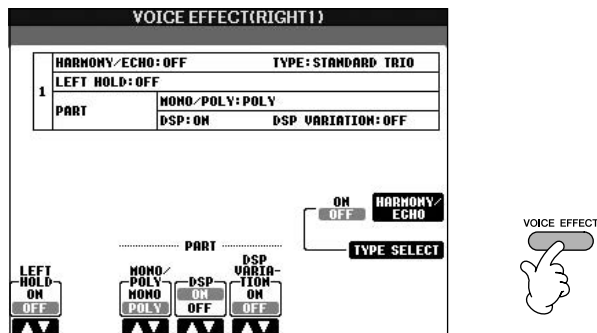 VOICE EFFECT(RIGHT1)
1
HARMONY/ECHO:OFF TYPE:STANDARD TRIO
LEFT HOLD:OFF
PART
MONO/POLY:POLY
DSP:ON DSP VARIATION:OFF
ON
OFF
HARMONY/
ECHO
TYPE SELECT
PART
LEFT
HOLD
ON
OFF
MONO/
POLY
MONO
POLY
DSP
ON
OFF
DSP
VARIA-
TION
ON
OFF
VOICE EFFECT